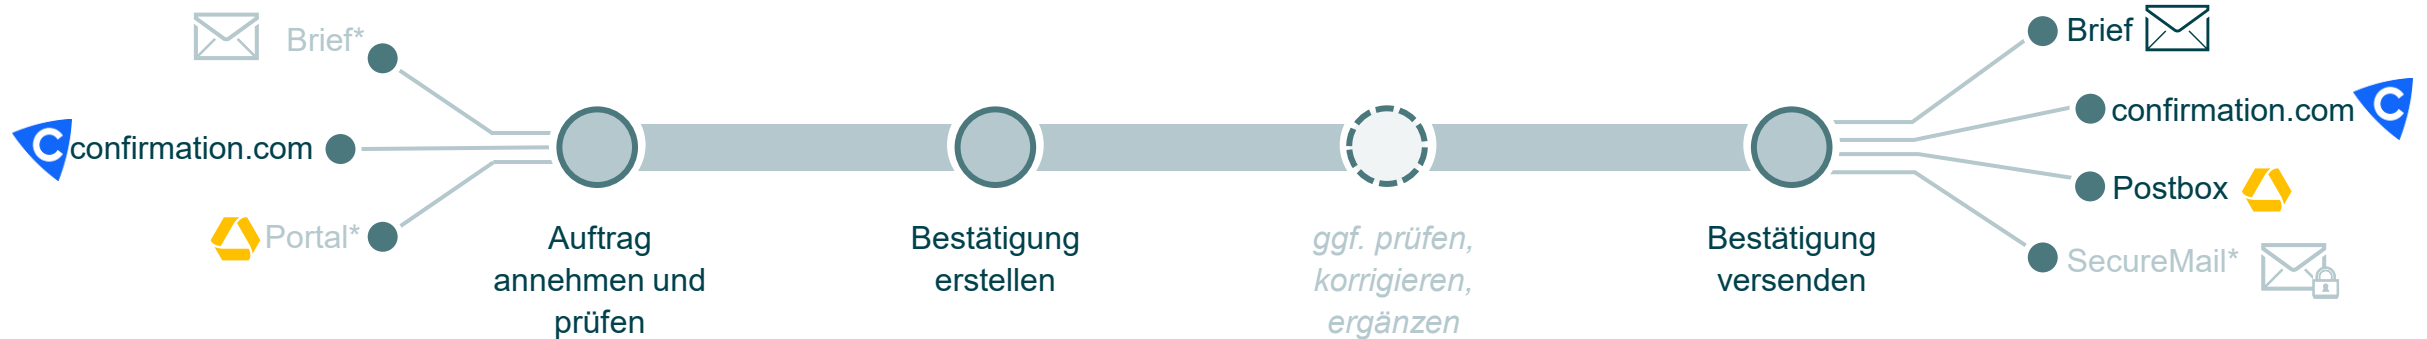 Brief*
confirmation.com
Portal*
Auftrag
annehmen und
prüfen
Bestätigung
erstellen
ggf. prüfen,
korrigieren,
ergänzen
Bestätigung
versenden
Brief
confirmation.com
Postbox
SecureMail*